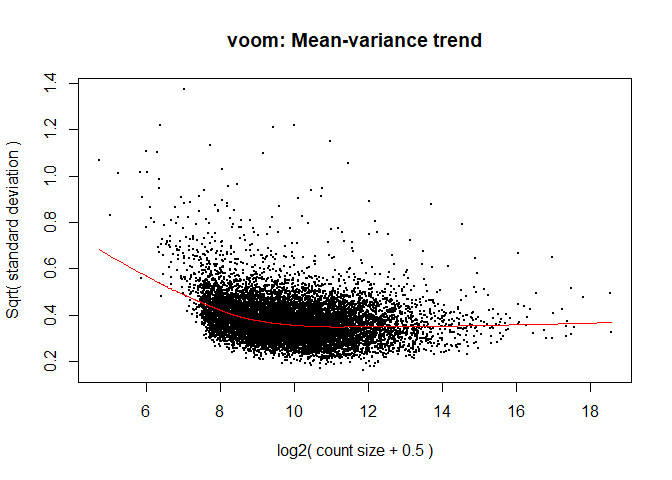 voom: Mean-variance trend
Sqrt( standard deviation )
1.4
1.2
1.0
0.8
0.6
0.4
0.2
6 8 10 12 14 16 18
log2( count size + 0.5 )